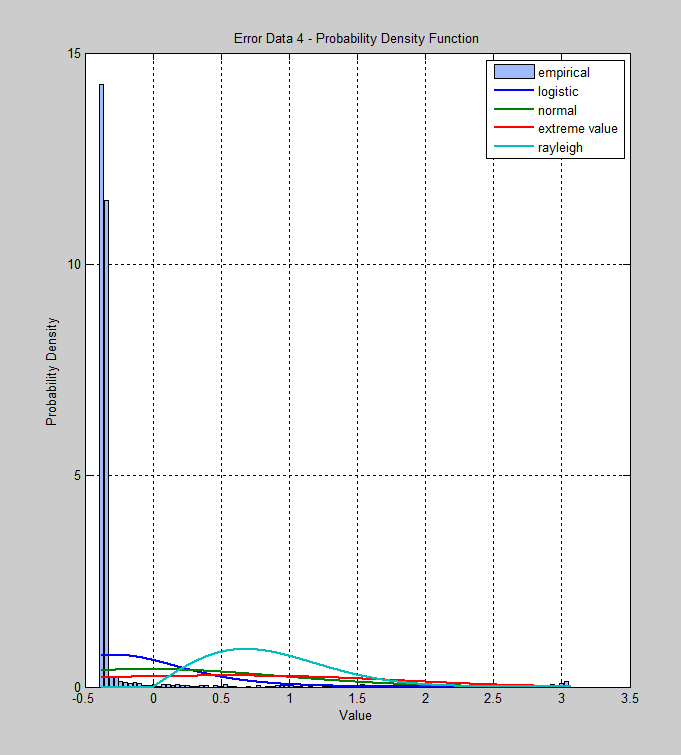 Error Data 4 - Probability Density Function
15
10
5
0
Probability Density
empirical
logistic
normal
extreme value
rayleigh
-0.5 0 0.5 1 1.5 2 2.5 3 3.5
Value